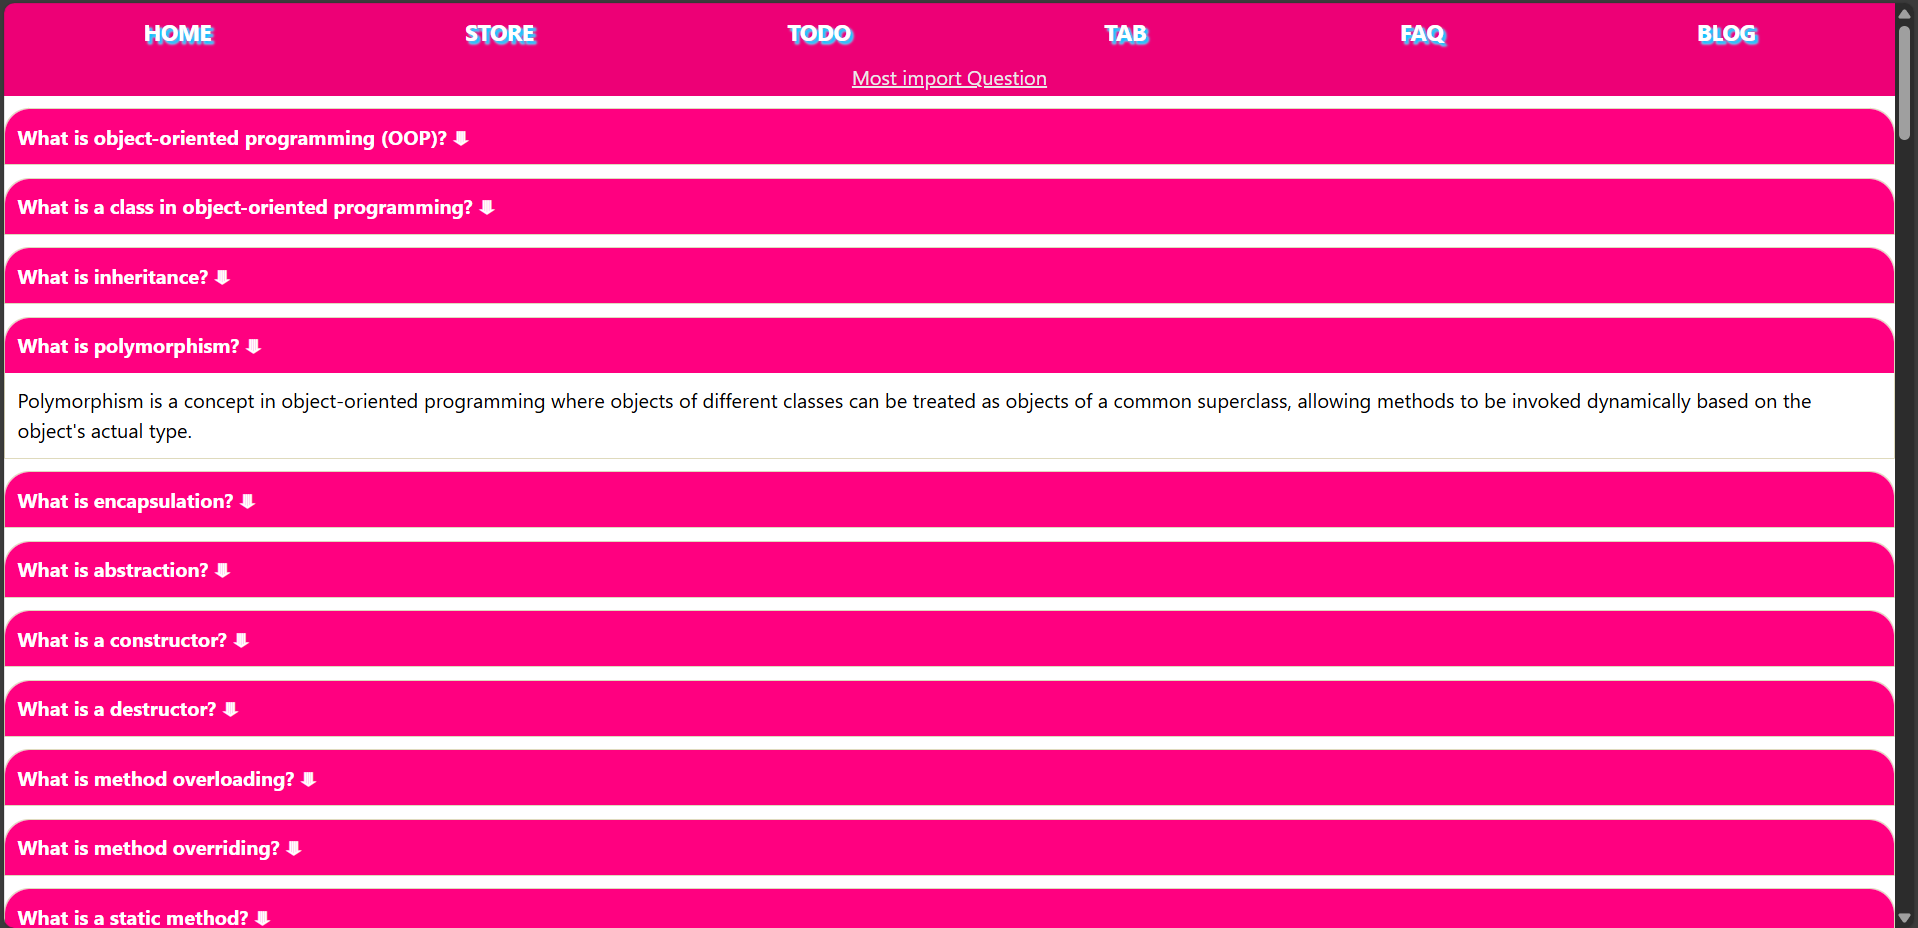 HOME STORE TODO TAB FAQ BLOG
Most import Question
What is object-oriented programming (OOP)? ⬇
What is a class in object-oriented programming? ⬇
What is inheritance? ⬇
What is polymorphism? ⬇
Polymorphism is a concept in object-oriented programming where objects of different classes can be treated as objects of a common superclass, allowing methods to be invoked dynamically based on the
object's actual type.
What is encapsulation? ⬇
What is abstraction? ⬇
What is a constructor? ⬇
What is a destructor? ⬇
What is method overloading? ⬇
What is method overriding? ⬇
What is a static method? ⬇